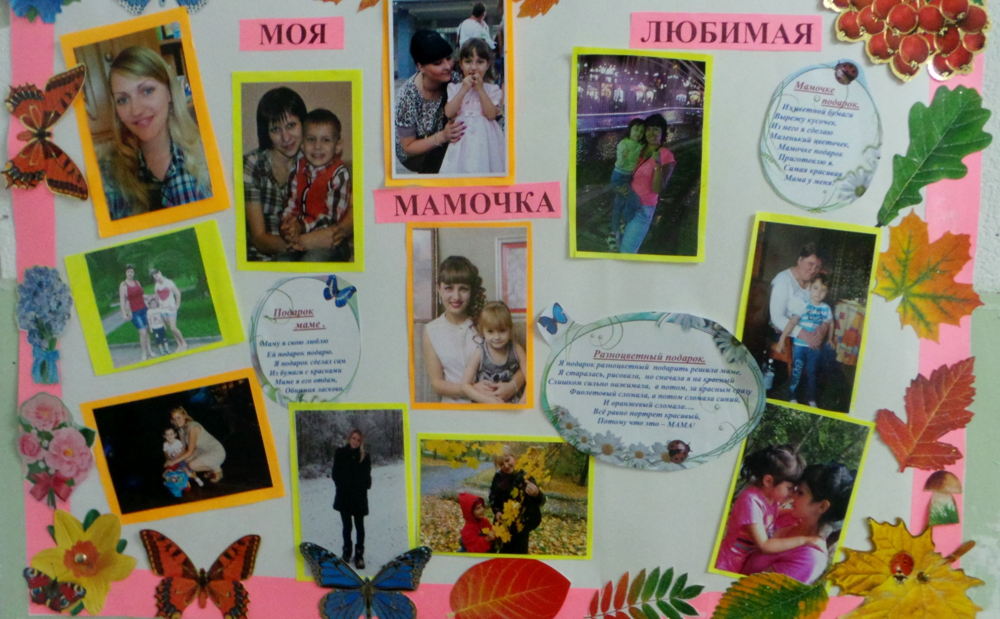 МОЯ
ЛЮБИМАЯ
МАМОЧКА
Мамочке
подарок.
Из цветной бумаги
Вырежу кусочек.
Из него я сделаю
Маленький цветочек.
Мамочке подарок
Приготовлю я.
Самая красивая
Мама у меня!
Подарок
маме .
Маму я свою люблю
Ей подарок подарю.
Я подарок сделал сам
Из бумаги с красками
Маме я его отдам,
Обнимая ласково.
Разноцветный подарок.
Я подарок разноцветный подарить решила маме.
Я старалась, рисовала, но сначала я на красный
Слишком сильно нажимала, а потом, за красным сразу
Фиолетовый сломала, а потом сломала синий,
И оранжевый сломала….
Всё равно портрет красивый,
Потому что это – МАМА!